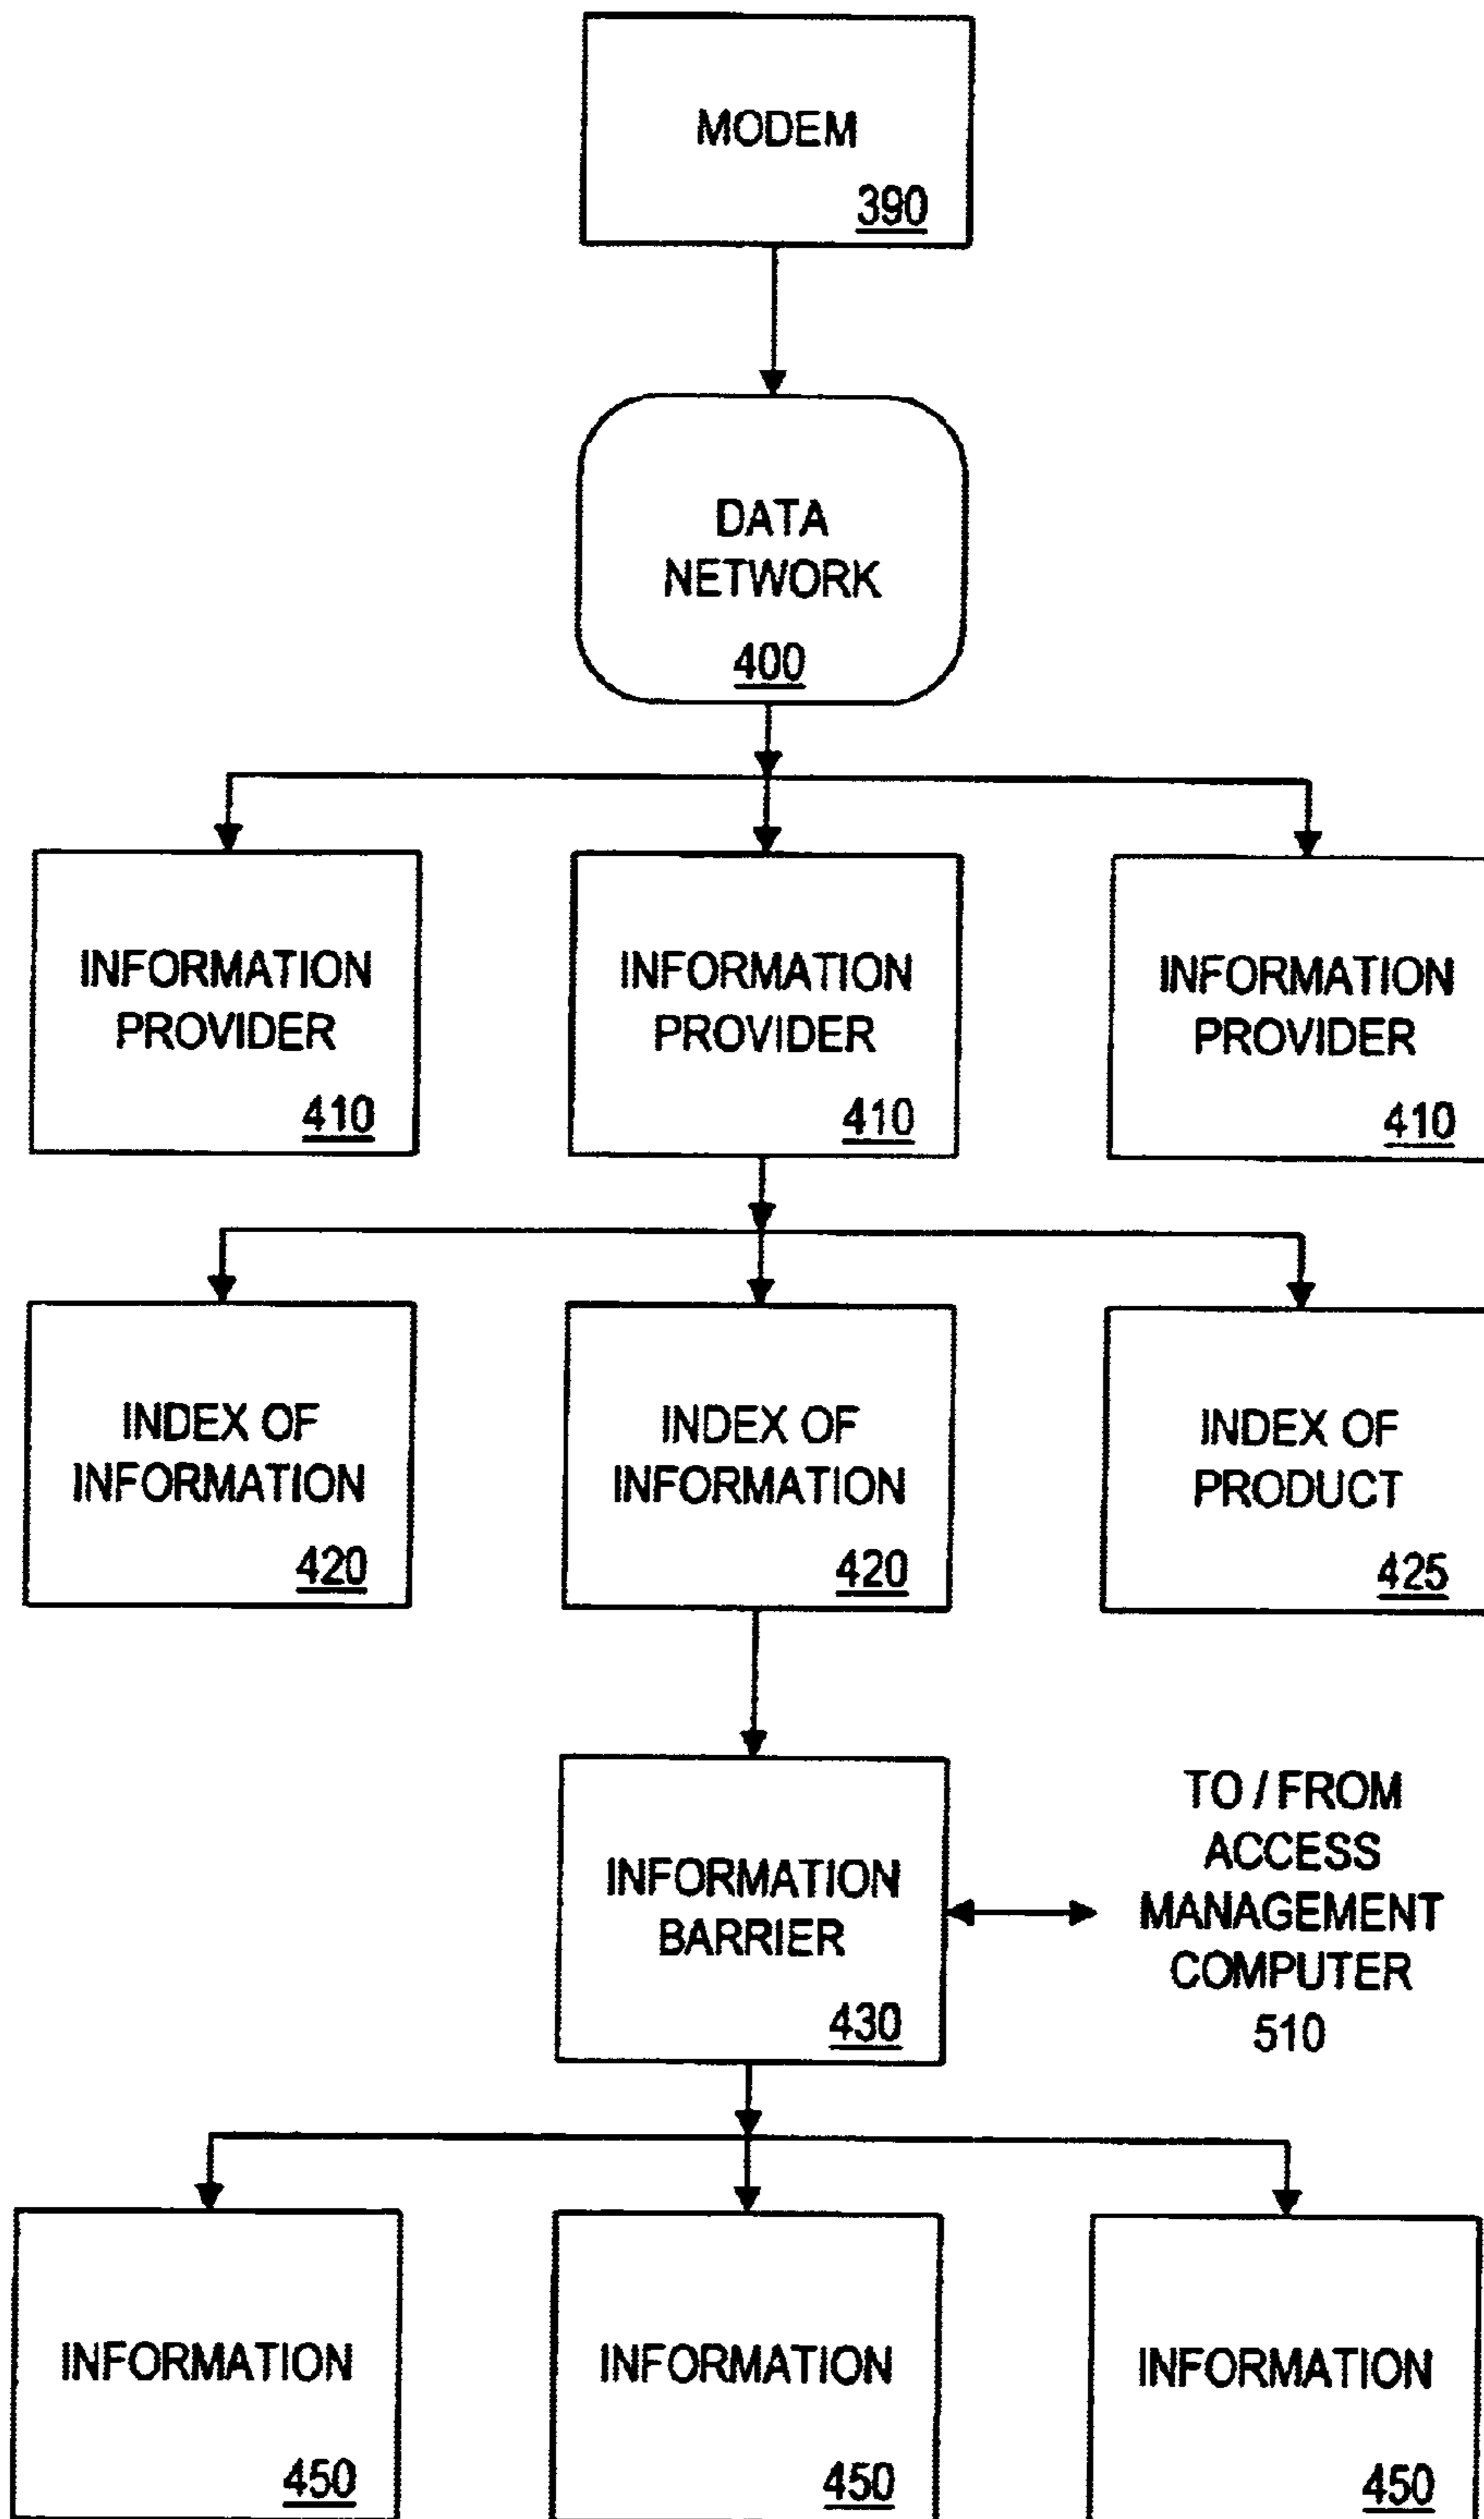 MODEM
390
DATA
NETWORK
400
INFORMATION
PROVIDER
410
INFORMATION
PROVIDER
410
INFORMATION
PROVIDER
410
INDEX OF
INFORMATION
420
INDEX OF
INFORMATION
420
INDEX OF
PRODUCT
425
INFORMATION
BARRIER
430
TO / FROM
ACCESS
MANAGEMENT
COMPUTER
510
INFORMATION
450
INFORMATION
450
INFORMATION
450